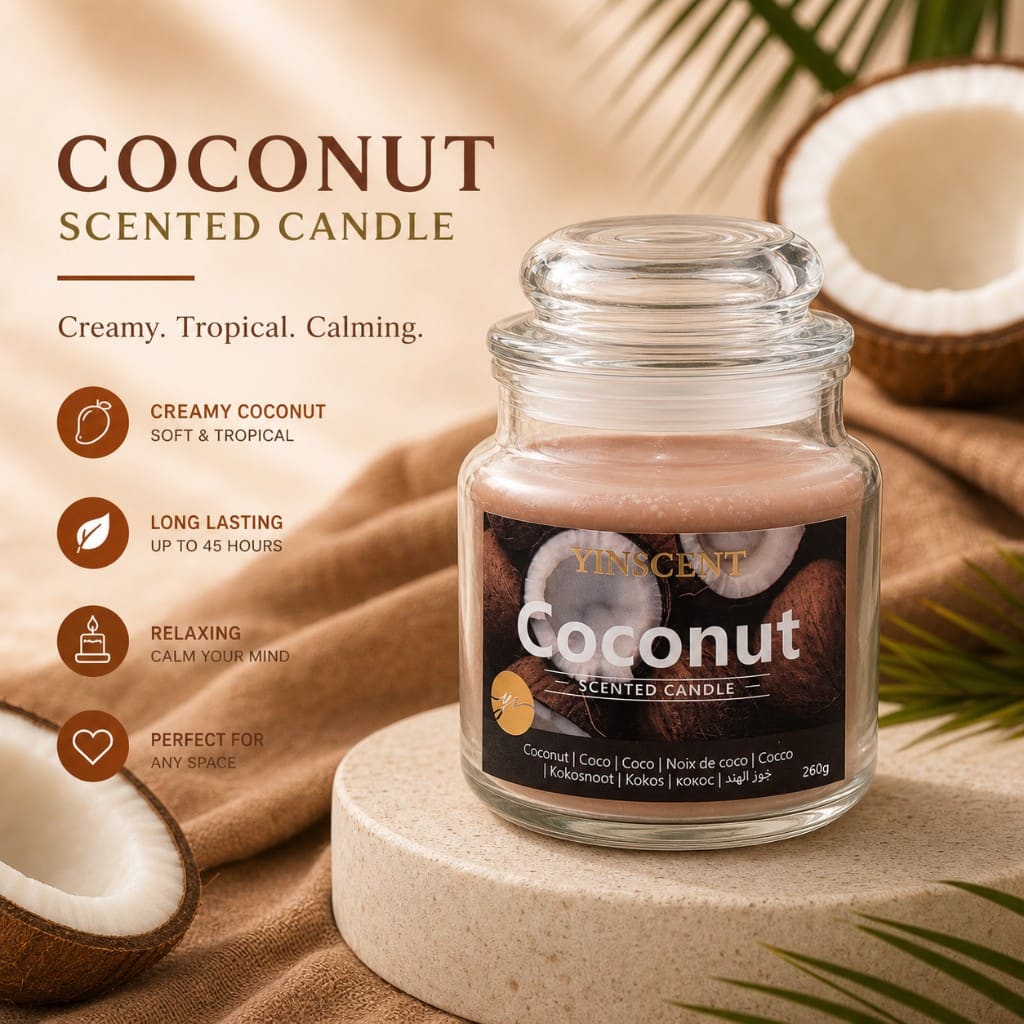 COCONUT
SCENTED CANDLE
Creamy. Tropical. Calming.
CREAMY COCONUT
SOFT & TROPICAL
LONG LASTING
UP TO 45 HOURS
RELAXING
CALM YOUR MIND
PERFECT FOR
ANY SPACE
YINSCENT
Coconut
SCENTED CANDLE
Coconut | Coco | Coco | Noix de coco | Cocco
| Kokosnoot | Kokos | кокос | جوز الهند
260g